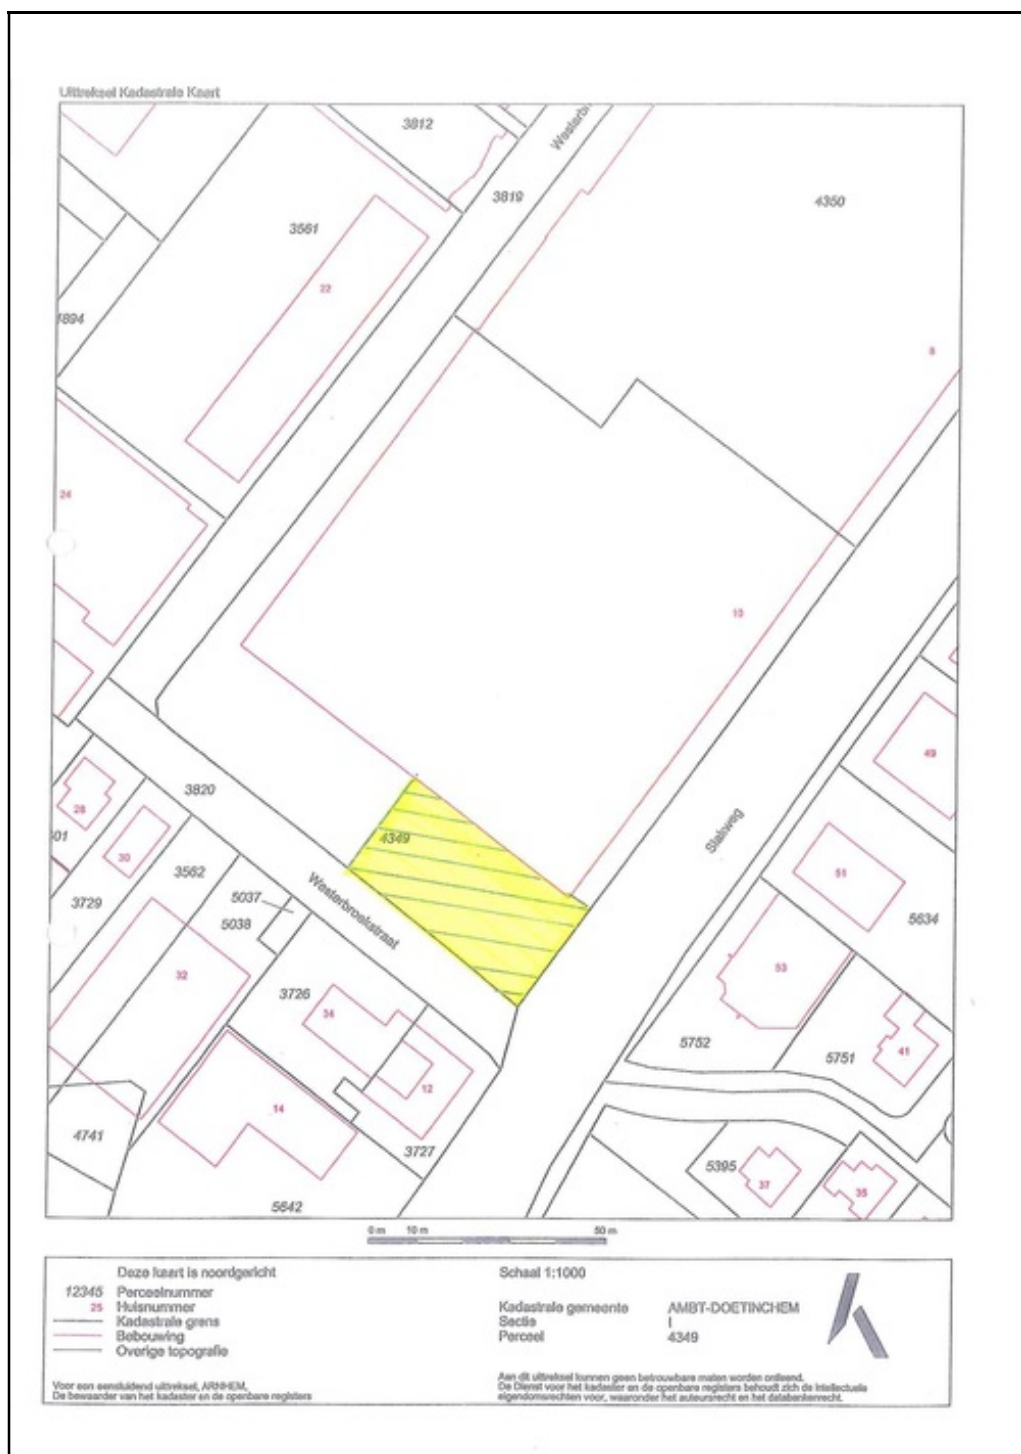 Uittreksel Kadastrale Kaart
3812
3819
4350
3561
22
8
24
10
49
3820
28
Slakweg
4349
30
51
3562
5037
3729
5038
Westerbroekstraat
5634
32
53
3726
34
5752
5751
41
12
14
4741
3727
5395
37
35
5642
0 m 10 m 50 m
Deze kaart is noordgericht
12345 Perceelnummer
25 Huisnummer
Kadastrale grens
Bebouwing
Overige topografie
Schaal 1:1000
Kadastrale gemeente AMBT-DOETINCHEM
Sectie I
Perceel 4349
Voor een eensluidend uittreksel, ARNHEM,
De bewaarder van het kadaster en de openbare registers
Aan dit uittreksel kunnen geen betrouwbare maten worden ontleend.
De Dienst voor het kadaster en de openbare registers behoudt zich de intellectuele
eigendomsrechten voor, waaronder het auteursrecht en het databankenrecht.